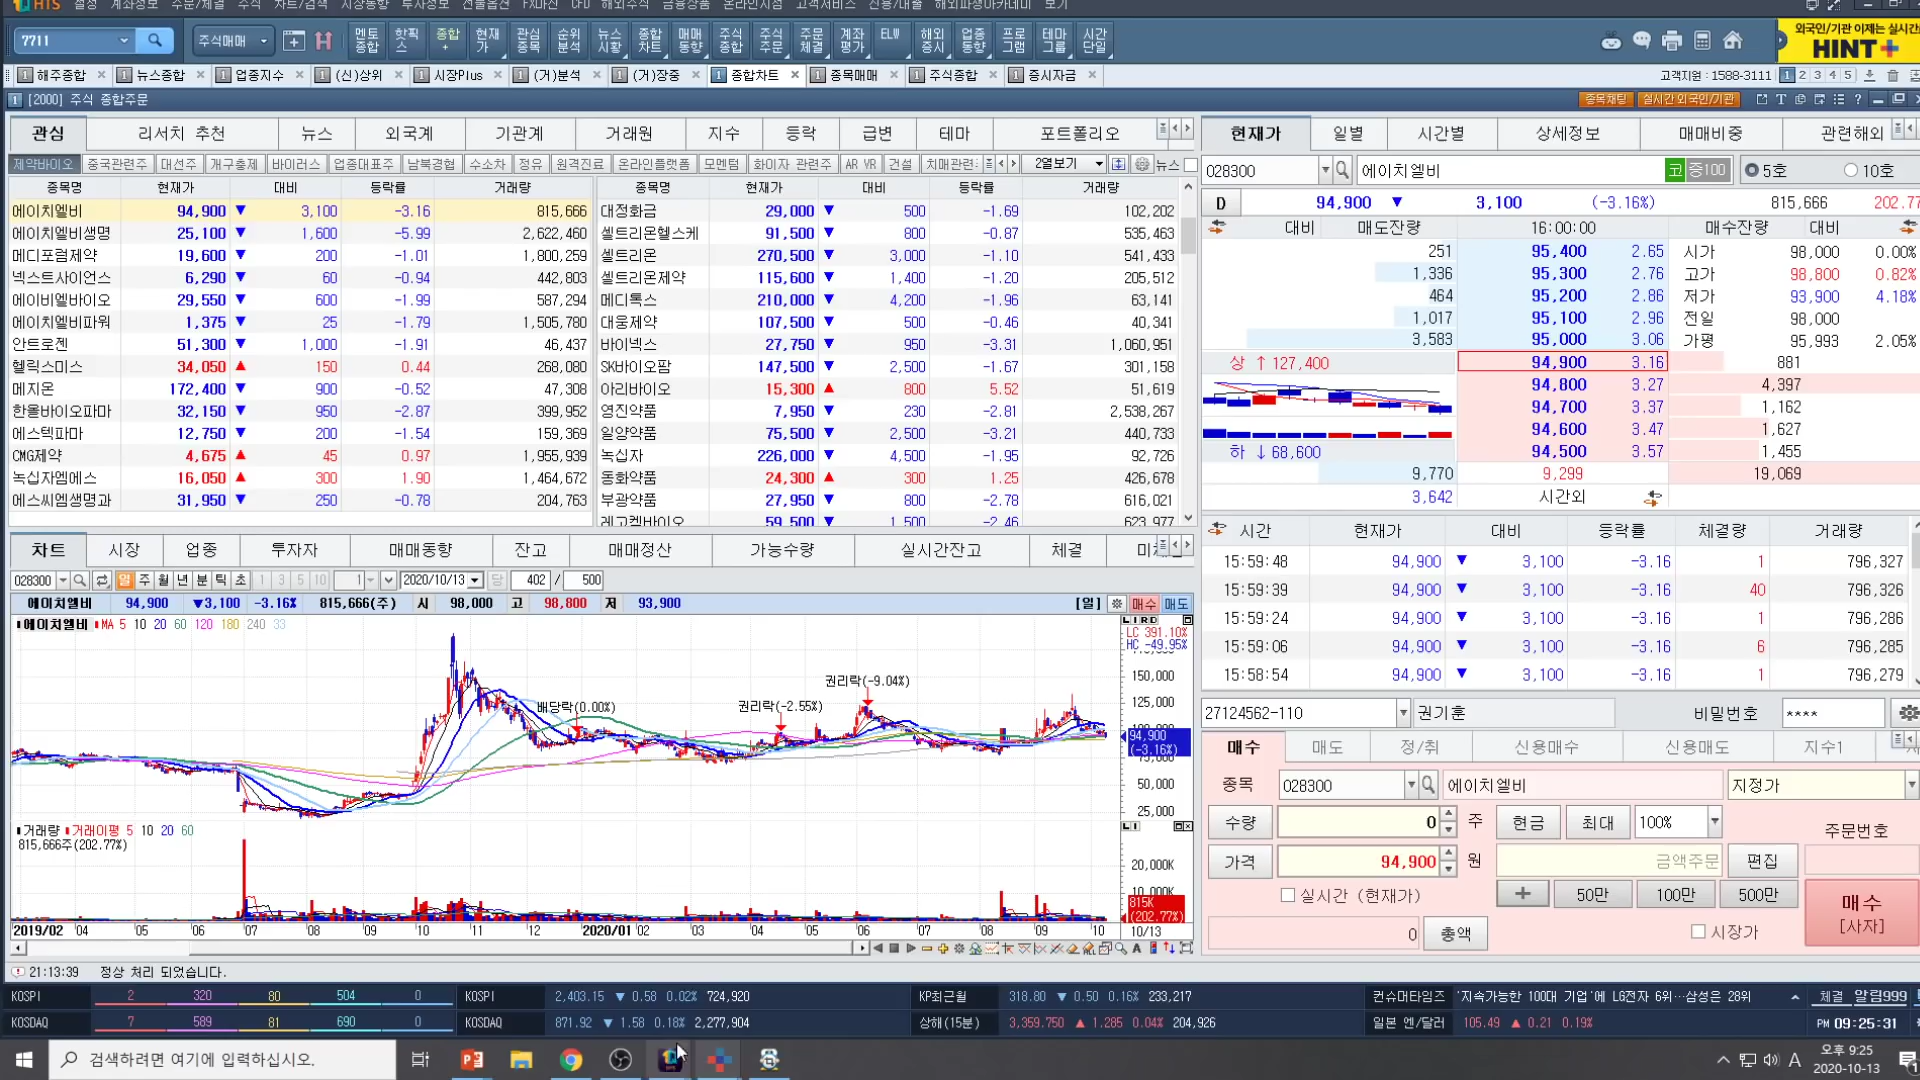 HTS 설정 계좌정보 주문/체결 주식 차트/검색 시장동향 투자정보 선물옵션 FX마진 CFD 해외주식 금융상품 온라인지점 고객서비스 신용/대출 해외파생아카데미 보기
7711 주식매매 멘토종합 핫픽스 종합+ 현재가 관심종목 순위분석 뉴스시황 종합차트 매매동향 주식종합 주식주문 주문체결 계좌평가 ELW 해외증시 업종동향 프로그램 테마그룹 시간단일
외국인/기관 이제는 실시간
HINT+
1 해주종합 1 뉴스종합 1 업종지수 1 (신)상위 1 시장Plus 1 (거)분석 1 (거)장중 1 종합차트 1 종목매매 1 주식종합 1 증시자금 고객지원 : 1588-3111 1 2 3 4 5
1 [2000] 주식 종합주문 종목채팅 실시간 외국인/기관
관심 리서치 추천 뉴스 외국계 기관계 거래원 지수 등락 급변 테마 포트폴리오
제약바이오 중국관련주 대선주 개구충제 바이러스 업종대표주 남북경협 수소차 정유 원격진료 온라인플랫폼 모멘텀 화이자 관련주 AR VR 건설 치매관련 2열보기 뉴스
종목명 현재가 대비 등락률 거래량 종목명 현재가 대비 등락률 거래량
에이치엘비 94,900 ▼ 3,100 -3.16 815,666 대정화금 29,000 ▼ 500 -1.69 102,202
에이치엘비생명 25,100 ▼ 1,600 -5.99 2,622,460 셀트리온헬스케 91,500 ▼ 800 -0.87 535,463
메디포럼제약 19,600 ▼ 200 -1.01 1,800,259 셀트리온 270,500 ▼ 3,000 -1.10 541,433
넥스트사이언스 6,290 ▼ 60 -0.94 442,803 셀트리온제약 115,600 ▼ 1,400 -1.20 205,512
에이비엘바이오 29,550 ▼ 600 -1.99 587,294 메디톡스 210,000 ▼ 4,200 -1.96 63,141
에이치엘비파워 1,375 ▼ 25 -1.79 1,505,780 대웅제약 107,500 ▼ 500 -0.46 40,341
안트로젠 51,300 ▼ 1,000 -1.91 46,437 바이넥스 27,750 ▼ 950 -3.31 1,060,951
헬릭스미스 34,050 ▲ 150 0.44 268,080 SK바이오팜 147,500 ▼ 2,500 -1.67 301,158
메지온 172,400 ▼ 900 -0.52 47,308 아리바이오 15,300 ▲ 800 5.52 51,619
한올바이오파마 32,150 ▼ 950 -2.87 399,952 영진약품 7,950 ▼ 230 -2.81 2,538,267
에스텍파마 12,750 ▼ 200 -1.54 159,369 일양약품 75,500 ▼ 2,500 -3.21 440,733
CMG제약 4,675 ▲ 45 0.97 1,955,939 녹십자 226,000 ▼ 4,500 -1.95 92,726
녹십자엠에스 16,050 ▲ 300 1.90 1,464,672 동화약품 24,300 ▲ 300 1.25 426,678
에스씨엠생명과 31,950 ▼ 250 -0.78 204,763 부광약품 27,950 ▼ 800 -2.78 616,021
레고켐바이오 59,500 ▼ 1,500 -2.46 623,977
현재가 일별 시간별 상세정보 매매비중 관련해외
028300 에이치엘비 고 증100 5호 10호
D 94,900 ▼ 3,100 (-3.16%) 815,666 202.77
대비 매도잔량 16:00:00 매수잔량 대비
251 95,400 2.65 시가 98,000 0.00%
1,336 95,300 2.76 고가 98,800 0.82%
464 95,200 2.86 저가 93,900 4.18%
1,017 95,100 2.96 전일 98,000
3,583 95,000 3.06 가평 95,993 2.05%
상 ↑ 127,400 94,900 3.16 881
94,800 3.27 4,397
94,700 3.37 1,162
94,600 3.47 1,627
하 ↓ 68,600 94,500 3.57 1,455
9,770 9,299 19,069
3,642 시간외
시간 현재가 대비 등락률 체결량 거래량
15:59:48 94,900 ▼ 3,100 -3.16 1 796,327
15:59:39 94,900 ▼ 3,100 -3.16 40 796,326
15:59:24 94,900 ▼ 3,100 -3.16 1 796,286
15:59:06 94,900 ▼ 3,100 -3.16 6 796,285
15:58:54 94,900 ▼ 3,100 -3.16 1 796,279
차트 시장 업종 투자자 매매동향 잔고 매매정산 가능수량 실시간잔고 체결
028300 일 주 월 년 분 틱 초 1 3 5 10 1 2020/10/13 당 402 / 500
에이치엘비 94,900 ▼3,100 -3.16% 815,666(주) 시 98,000 고 98,800 저 93,900 [일] 매수 매도
에이치엘비 MA 5 10 20 60 120 180 240 33
LC 391.10%
HC -49.95%
권리락(-9.04%)
배당락(0.00%) 권리락(-2.55%)
150,000
125,000
94,900
(-3.16%)
75,000
50,000
25,000
거래량 거래이평 5 10 20 60
815,666주(202.77%)
20,000K
10,000K
815K
(202.77%)
2019/02 04 05 06 07 08 09 10 11 12 2020/01 02 03 04 05 06 07 08 09 10 10/13
27124562-110 권기훈 비밀번호 ****
매수 매도 정/취 신용매수 신용매도 지수1
종목 028300 에이치엘비 지정가
수량 0 주 현금 최대 100% 주문번호
가격 94,900 원 금액주문 편집
실시간 (현재가) + 50만 100만 500만
매수
[사자]
0 총액 시장가
21:13:39 정상 처리 되었습니다.
KOSPI 2 320 80 504 0 KOSPI 2,403.15 ▼ 0.58 0.02% 724,920 KP최근월 318.80 ▼ 0.50 0.16% 233,217 컨슈머타임즈 '지속가능한 100대 기업'에 LG전자 6위…삼성은 28위 체결 알림999
KOSDAQ 7 589 81 690 0 KOSDAQ 871.92 ▼ 1.58 0.18% 2,277,904 상해(15분) 3,359.750 ▲ 1.285 0.04% 204,926 일본 엔/달러 105.49 ▲ 0.21 0.19% PM 09:25:31
검색하려면 여기에 입력하십시오. A 오후 9:25
2020-10-13